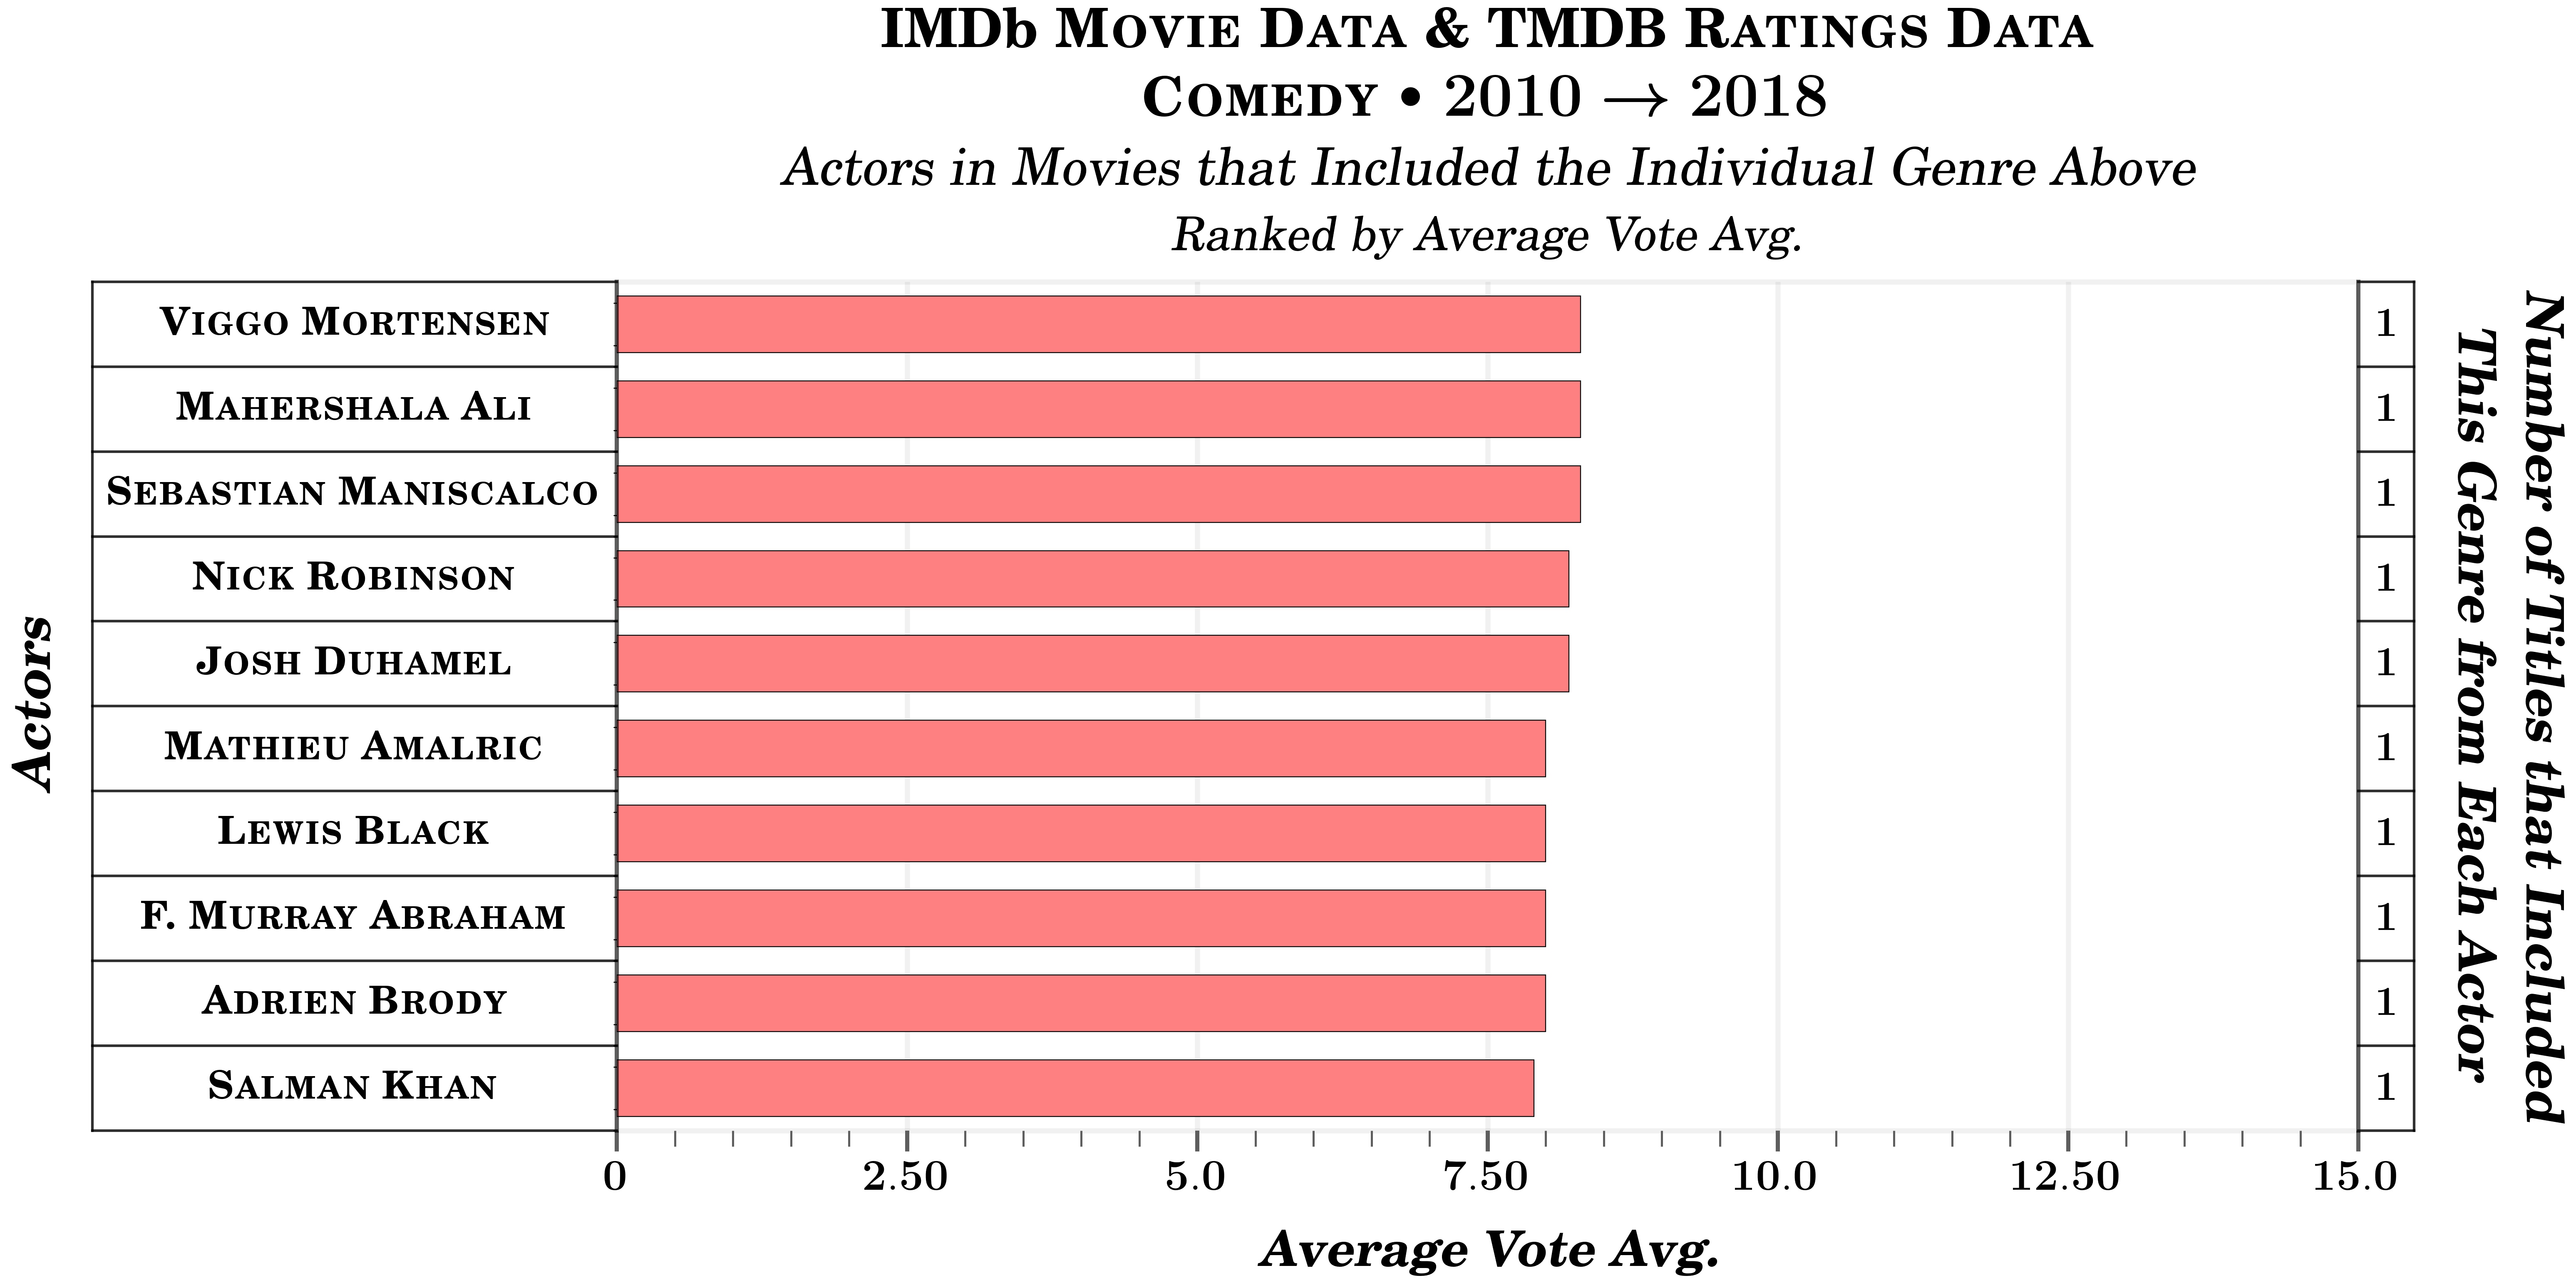 IMDb Movie Data & TMDB Ratings Data
Comedy • 2010 → 2018
Actors in Movies that Included the Individual Genre Above
Ranked by Average Vote Avg.
Actors
Viggo Mortensen 1
Mahershala Ali 1
Sebastian Maniscalco 1
Nick Robinson 1
Josh Duhamel 1
Mathieu Amalric 1
Lewis Black 1
F. Murray Abraham 1
Adrien Brody 1
Salman Khan 1
Number of Titles that Included
This Genre from Each Actor
0 2.50 5.0 7.50 10.0 12.50 15.0
Average Vote Avg.